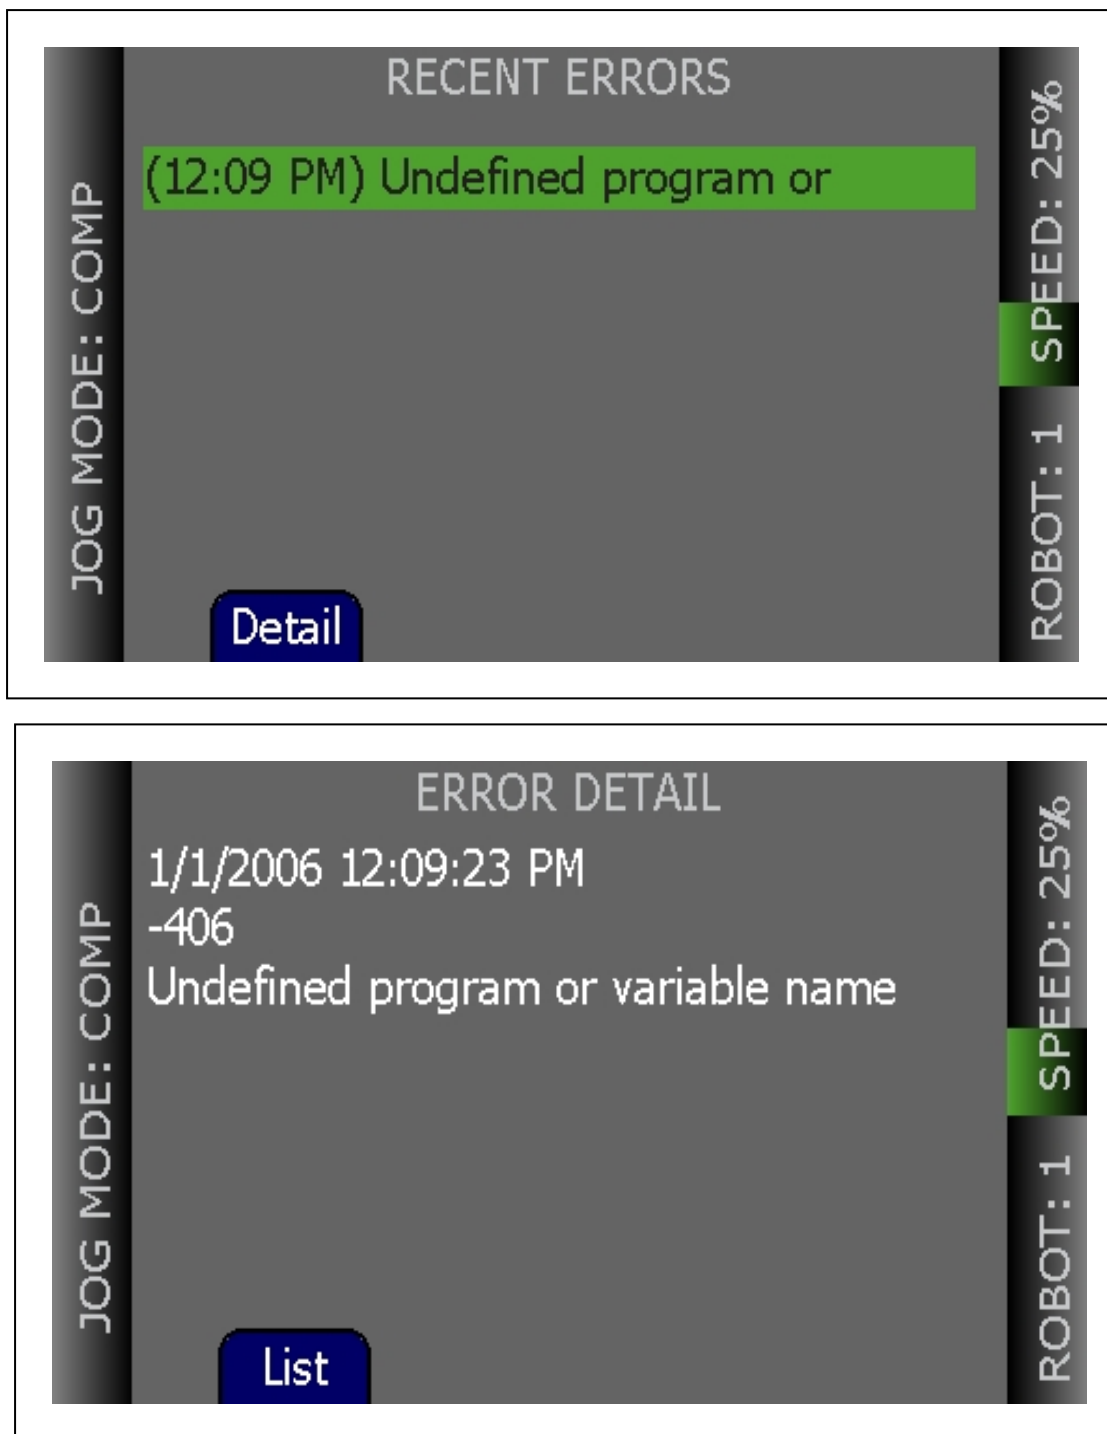 RECENT ERRORS
(12:09 PM) Undefined program or
JOG MODE: COMP
SPEED: 25%
ROBOT: 1
Detail
ERROR DETAIL
1/1/2006 12:09:23 PM
-406
Undefined program or variable name
JOG MODE: COMP
SPEED: 25%
ROBOT: 1
List